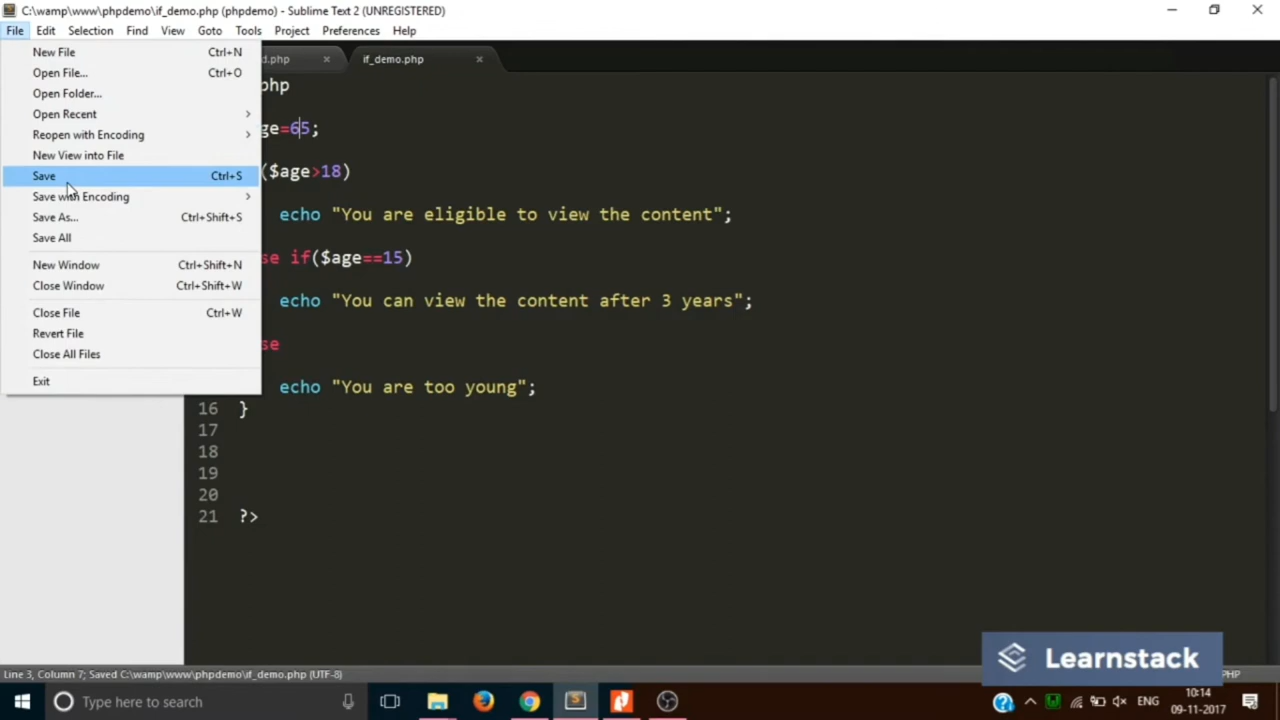 C:\wamp\www\phpdemo\if_demo.php (phpdemo) - Sublime Text 2 (UNREGISTERED)
File Edit Selection Find View Goto Tools Project Preferences Help
New File Ctrl+N
Open File... Ctrl+O
Open Folder...
Open Recent
Reopen with Encoding
New View into File
Save Ctrl+S
Save with Encoding
Save As... Ctrl+Shift+S
Save All
New Window Ctrl+Shift+N
Close Window Ctrl+Shift+W
Close File Ctrl+W
Revert File
Close All Files
Exit
d.php if_demo.php
php
ge=65;
($age>18)
echo "You are eligible to view the content";
se if($age==15)
echo "You can view the content after 3 years";
se
echo "You are too young";
16 }
17
18
19
20
21 ?>
Learnstack
Line 3, Column 7; Saved C:\wamp\www\phpdemo\if_demo.php (UTF-8) PHP
Type here to search
ENG
10:14
09-11-2017